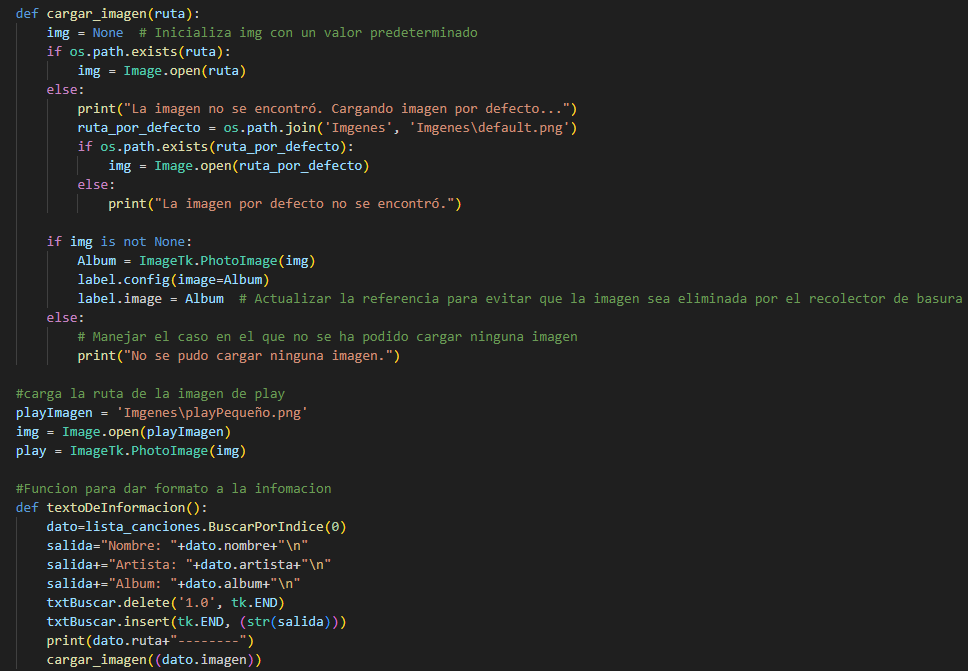 def cargar_imagen(ruta):
    img = None  # Inicializa img con un valor predeterminado
    if os.path.exists(ruta):
        img = Image.open(ruta)
    else:
        print("La imagen no se encontró. Cargando imagen por defecto...")
        ruta_por_defecto = os.path.join('Imgenes', 'Imgenes\default.png')
        if os.path.exists(ruta_por_defecto):
            img = Image.open(ruta_por_defecto)
        else:
            print("La imagen por defecto no se encontró.")

    if img is not None:
        Album = ImageTk.PhotoImage(img)
        label.config(image=Album)
        label.image = Album  # Actualizar la referencia para evitar que la imagen sea eliminada por el recolector de basura
    else:
        # Manejar el caso en el que no se ha podido cargar ninguna imagen
        print("No se pudo cargar ninguna imagen.")

#carga la ruta de la imagen de play
playImagen = 'Imgenes\playPequeño.png'
img = Image.open(playImagen)
play = ImageTk.PhotoImage(img)

#Funcion para dar formato a la infomacion
def textoDeInformacion():
    dato=lista_canciones.BuscarPorIndice(0)
    salida="Nombre: "+dato.nombre+"\n"
    salida+="Artista: "+dato.artista+"\n"
    salida+="Album: "+dato.album+"\n"
    txtBuscar.delete('1.0', tk.END)
    txtBuscar.insert(tk.END, (str(salida)))
    print(dato.ruta+"--------")
    cargar_imagen((dato.imagen))